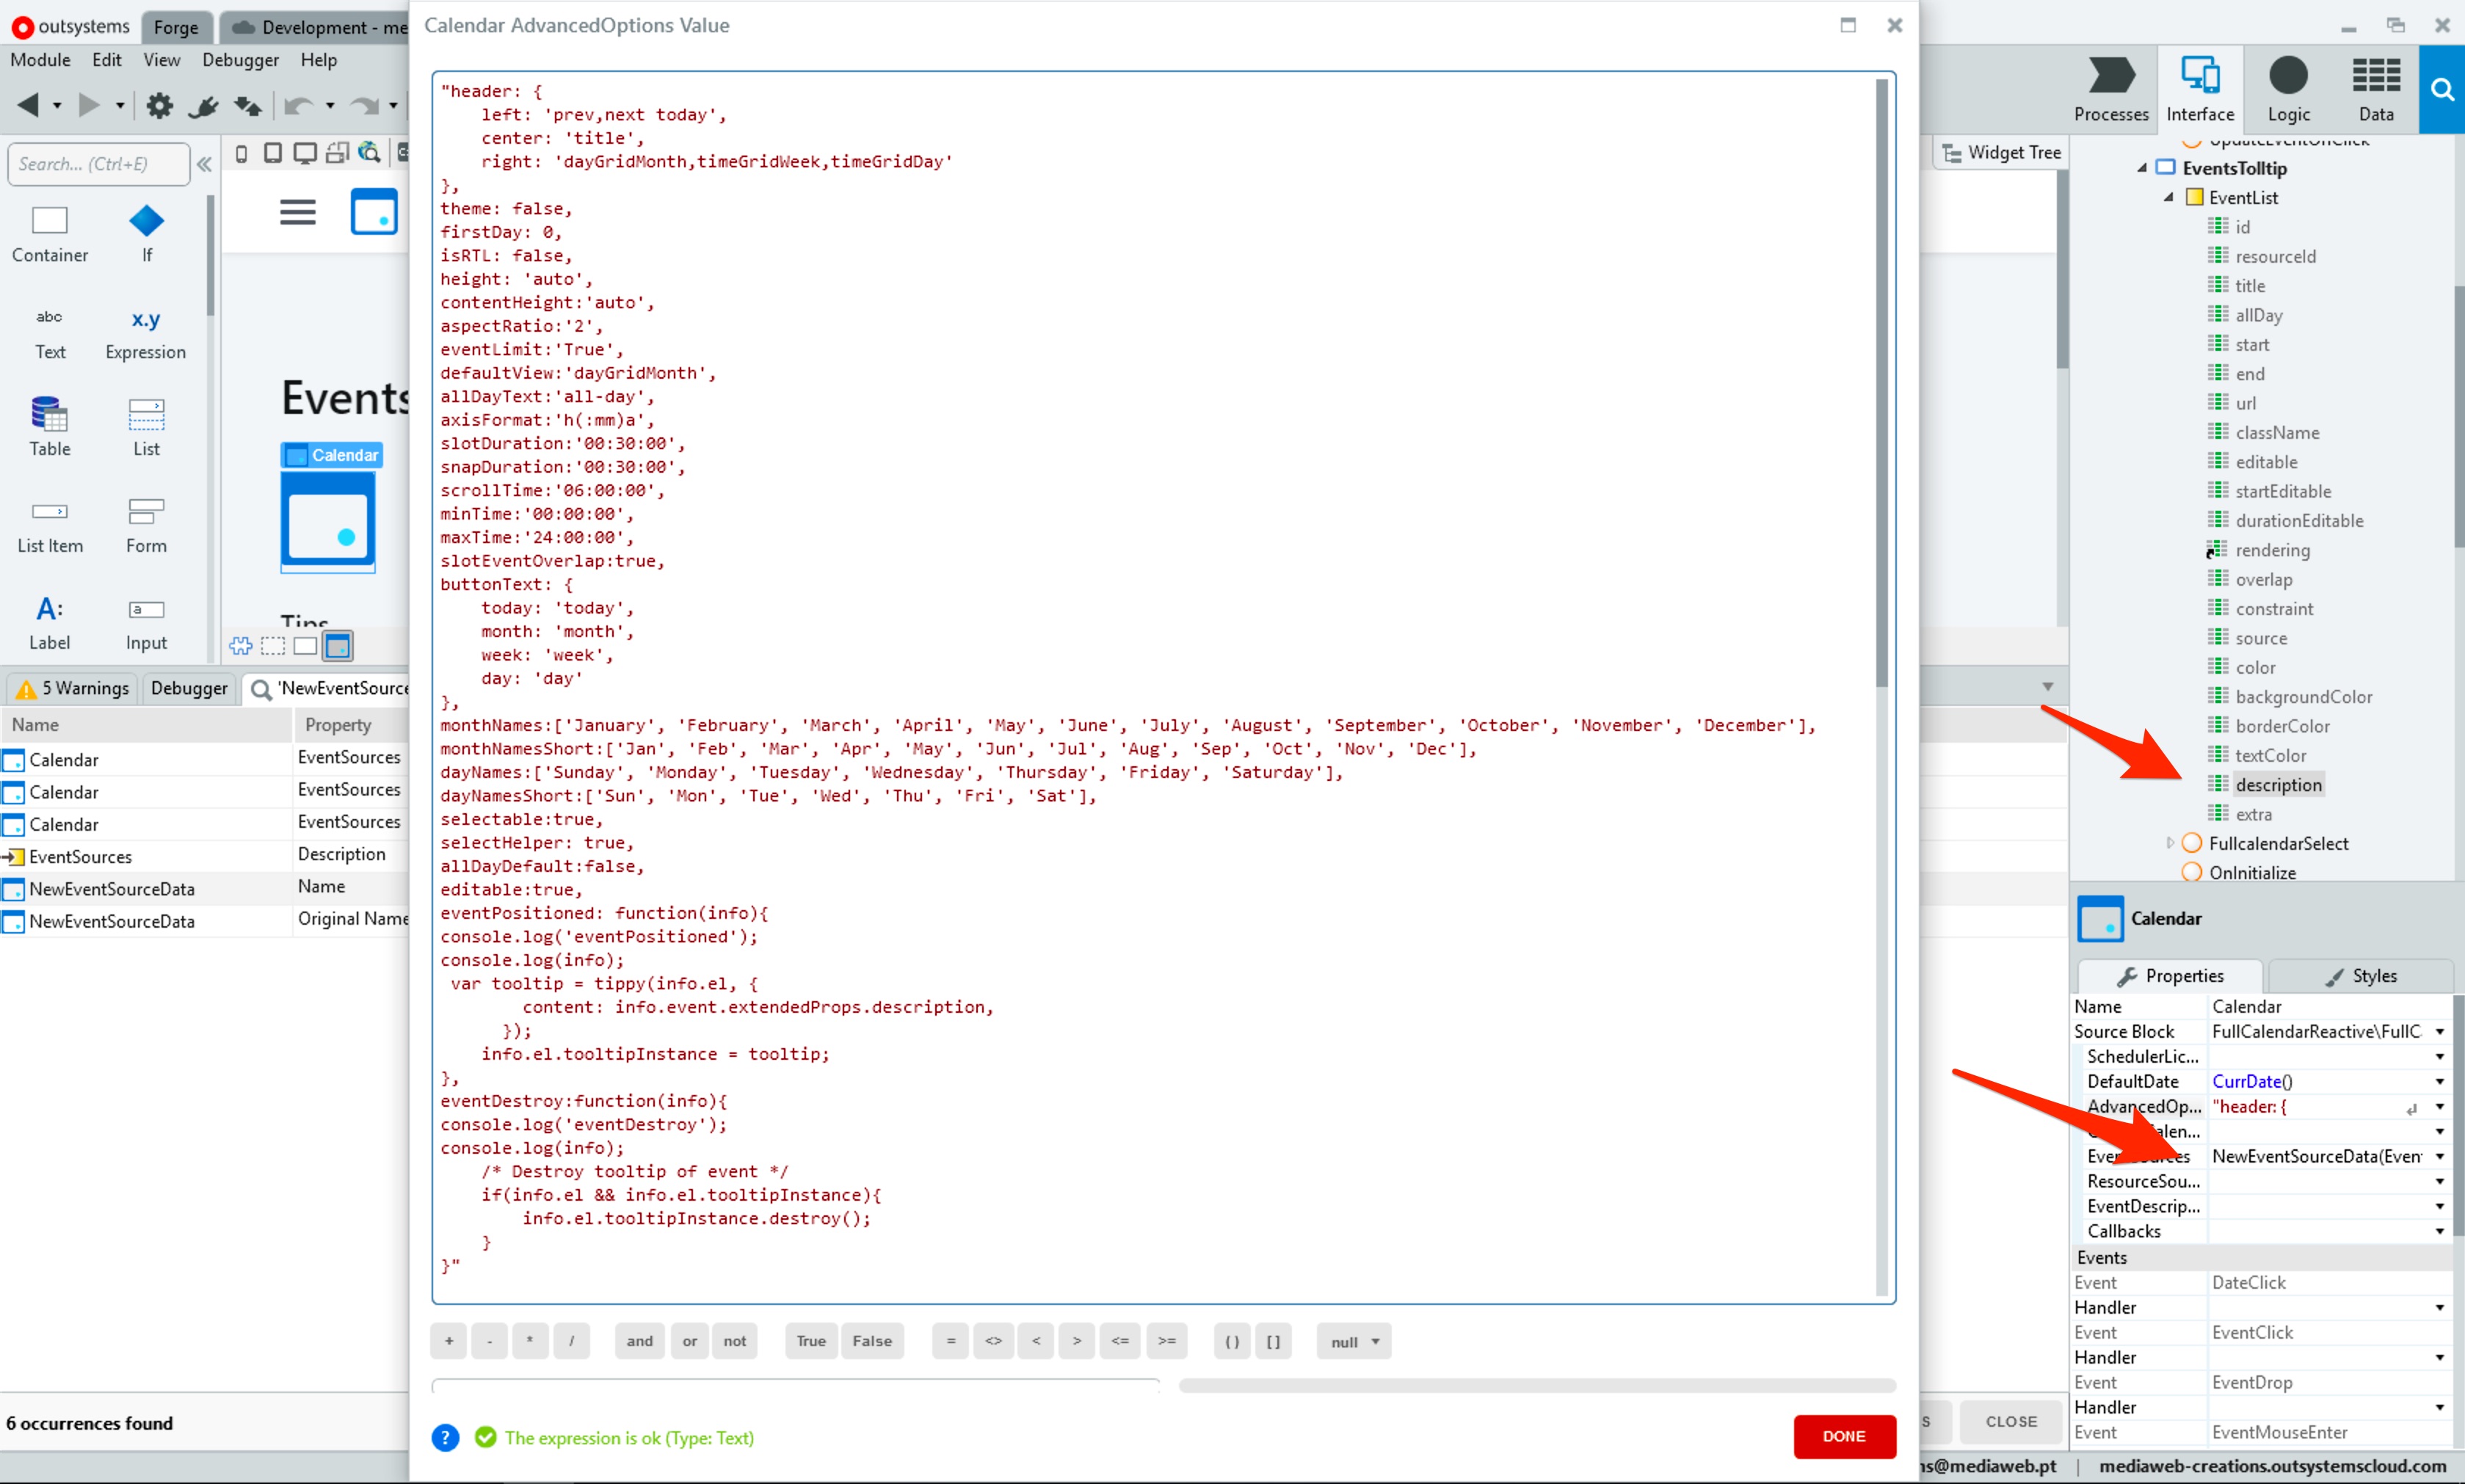 outsystems
Forge
Development - me
Module Edit View Debugger Help
Search... (Ctrl+E)
Container
If
abc
Text
x.y
Expression
Table
List
List Item
Form
A:
Label
a
Input
Events
Calendar
Tips
5 Warnings
Debugger
'NewEventSource
Name Property
Calendar EventSources
Calendar EventSources
Calendar EventSources
EventSources Description
NewEventSourceData Name
NewEventSourceData Original Name
6 occurrences found
Calendar AdvancedOptions Value
"header: {
left: 'prev,next today',
center: 'title',
right: 'dayGridMonth,timeGridWeek,timeGridDay'
},
theme: false,
firstDay: 0,
isRTL: false,
height: 'auto',
contentHeight:'auto',
aspectRatio:'2',
eventLimit:'True',
defaultView:'dayGridMonth',
allDayText:'all-day',
axisFormat:'h(:mm)a',
slotDuration:'00:30:00',
snapDuration:'00:30:00',
scrollTime:'06:00:00',
minTime:'00:00:00',
maxTime:'24:00:00',
slotEventOverlap:true,
buttonText: {
today: 'today',
month: 'month',
week: 'week',
day: 'day'
},
monthNames:['January', 'February', 'March', 'April', 'May', 'June', 'July', 'August', 'September', 'October', 'November', 'December'],
monthNamesShort:['Jan', 'Feb', 'Mar', 'Apr', 'May', 'Jun', 'Jul', 'Aug', 'Sep', 'Oct', 'Nov', 'Dec'],
dayNames:['Sunday', 'Monday', 'Tuesday', 'Wednesday', 'Thursday', 'Friday', 'Saturday'],
dayNamesShort:['Sun', 'Mon', 'Tue', 'Wed', 'Thu', 'Fri', 'Sat'],
selectable:true,
selectHelper: true,
allDayDefault:false,
editable:true,
eventPositioned: function(info){
console.log('eventPositioned');
console.log(info);
var tooltip = tippy(info.el, {
content: info.event.extendedProps.description,
});
info.el.tooltipInstance = tooltip;
},
eventDestroy:function(info){
console.log('eventDestroy');
console.log(info);
/* Destroy tooltip of event */
if(info.el && info.el.tooltipInstance){
info.el.tooltipInstance.destroy();
}
}"
+ - * / and or not True False = <> < > <= >= () [] null
? The expression is ok (Type: Text)
DONE
S
CLOSE
Processes
Interface
Logic
Data
Widget Tree
UpdateEventOnClick
EventsTolltip
EventList
id
resourceId
title
allDay
start
end
url
className
editable
startEditable
durationEditable
rendering
overlap
constraint
source
color
backgroundColor
borderColor
textColor
description
extra
FullcalendarSelect
OnInitialize
Calendar
Properties
Styles
Name Calendar
Source Block FullCalendarReactive\FullC
SchedulerLic...
DefaultDate CurrDate()
AdvancedOp... "header: {
alen...
NewEventSourceData(Event
ResourceSou...
EventDescrip...
Callbacks
Events
Event DateClick
Handler
Event EventClick
Handler
Event EventDrop
Handler
Event EventMouseEnter
ns@mediaweb.pt | mediaweb-creations.outsystemscloud.com